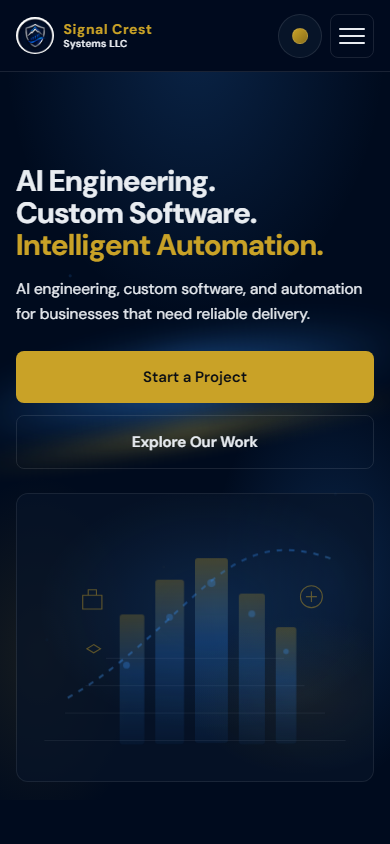 Signal Crest
Systems LLC
AI Engineering.
Custom Software.
Intelligent Automation.
AI engineering, custom software, and automation
for businesses that need reliable delivery.
Start a Project
Explore Our Work